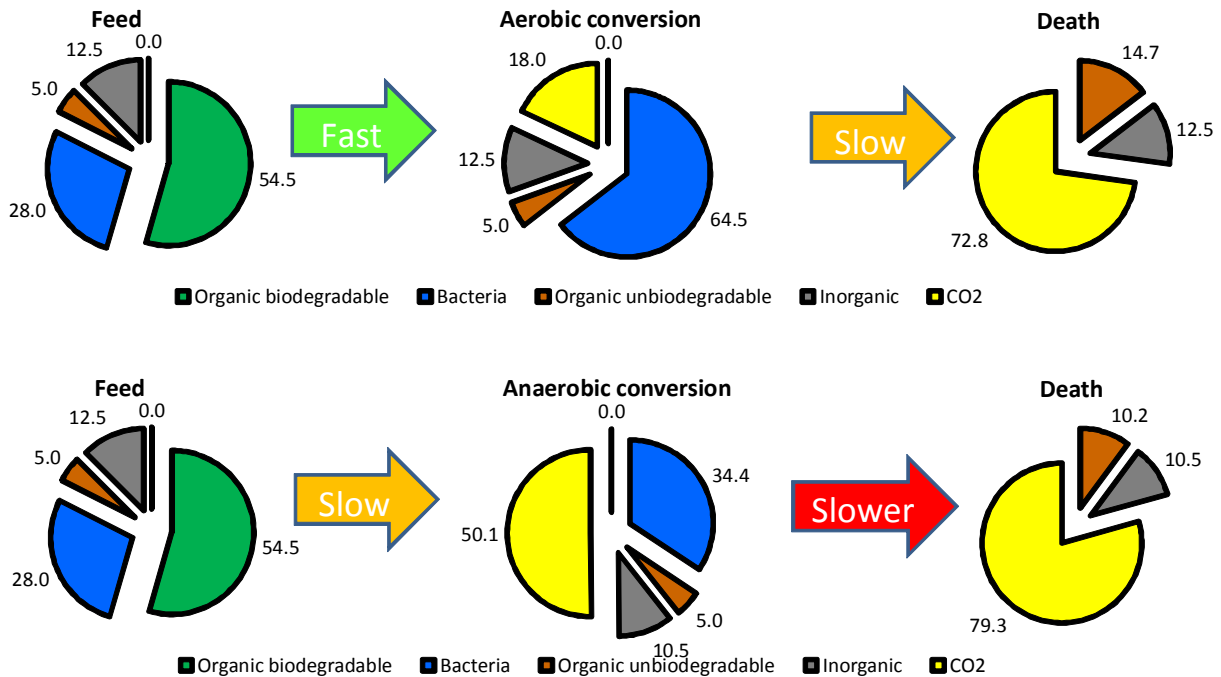 Feed
Aerobic conversion
Death
0.0
12.5
5.0
28.0
54.5
Fast
0.0
18.0
12.5
5.0
64.5
Slow
14.7
12.5
72.8
Organic biodegradable Bacteria Organic unbiodegradable Inorganic CO2
Feed
Anaerobic conversion
Death
0.0
12.5
5.0
28.0
54.5
Slow
0.0
34.4
50.1
5.0
10.5
Slower
10.2
10.5
79.3
Organic biodegradable Bacteria Organic unbiodegradable Inorganic CO2